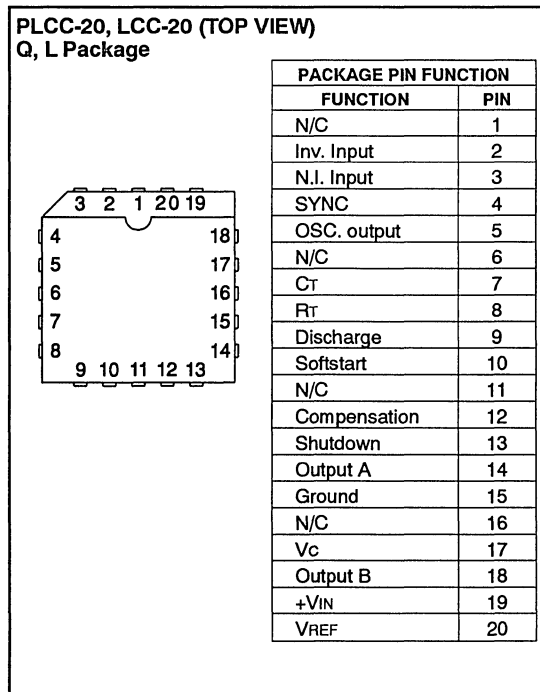 PLCC-20, LCC-20 (TOP VIEW)
Q, L Package
3 2 1 20 19
4 18
5 17
6 16
7 15
8 14
9 10 11 12 13
PACKAGE PIN FUNCTION
FUNCTION PIN
N/C 1
Inv. Input 2
N.I. Input 3
SYNC 4
OSC. output 5
N/C 6
CT 7
RT 8
Discharge 9
Softstart 10
N/C 11
Compensation 12
Shutdown 13
Output A 14
Ground 15
N/C 16
Vc 17
Output B 18
+VIN 19
VREF 20